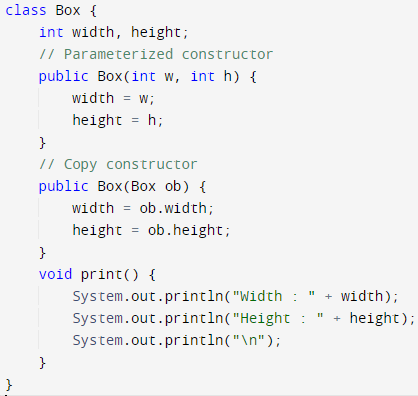 class Box {
    int width, height;
    // Parameterized constructor
    public Box(int w, int h) {
        width = w;
        height = h;
    }
    // Copy constructor
    public Box(Box ob) {
        width = ob.width;
        height = ob.height;
    }
    void print() {
        System.out.println("Width : " + width);
        System.out.println("Height : " + height);
        System.out.println("\n");
    }
}